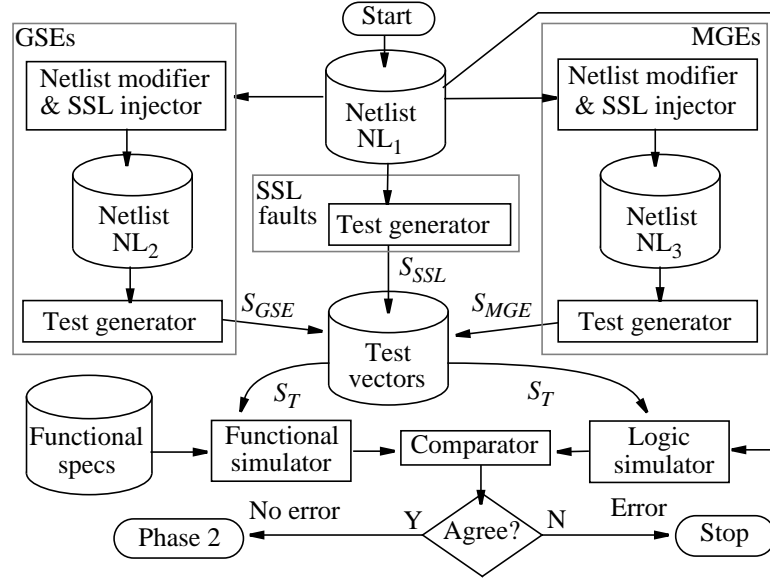 Start
GSEs
MGEs
Netlist modifier
& SSL injector
Netlist
NL1
Netlist modifier
& SSL injector
SSL
faults
Test generator
Netlist
NL2
Netlist
NL3
SSSL
SGSE
SMGE
Test generator
Test generator
Test
vectors
ST
ST
Functional
specs
Functional
simulator
Comparator
Logic
simulator
No error
Y
Agree?
N
Error
Phase 2
Stop